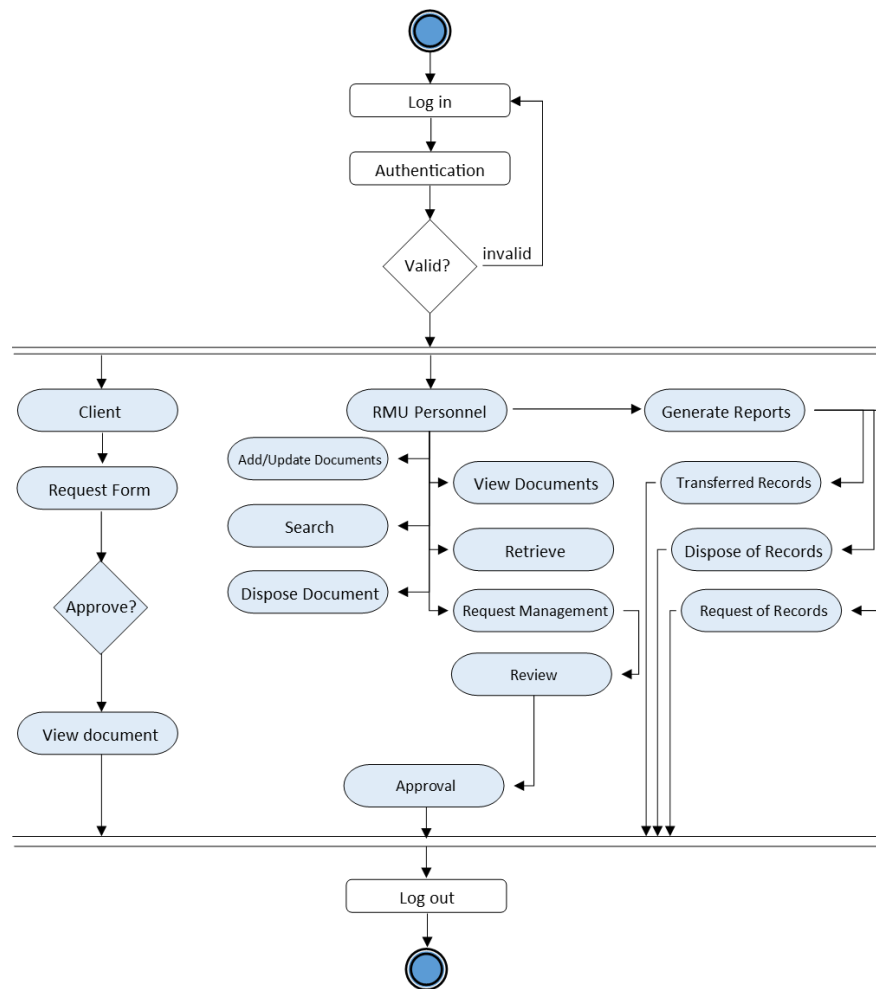 Log in
Authentication
Valid?
invalid
Client
RMU Personnel
Generate Reports
Add/Update Documents
Request Form
View Documents
Transferred Records
Search
Retrieve
Dispose of Records
Dispose Document
Approve?
Request Management
Request of Records
Review
View document
Approval
Log out